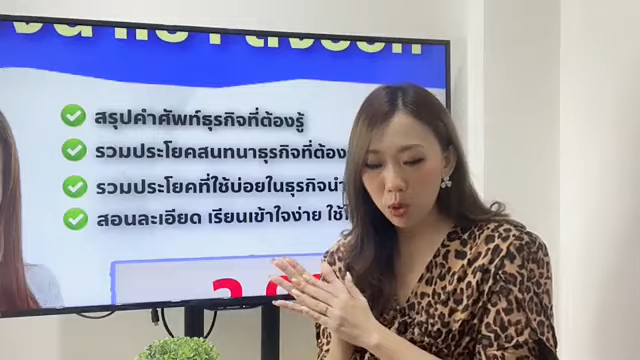 สรุปคำศัพท์ธุรกิจที่ต้องรู้
รวมประโยคสนทนาธุรกิจที่ต้อง
รวมประโยคที่ใช้บ่อยในธุรกิจนำ
สอนละเอียด เรียนเข้าใจง่าย ใช้